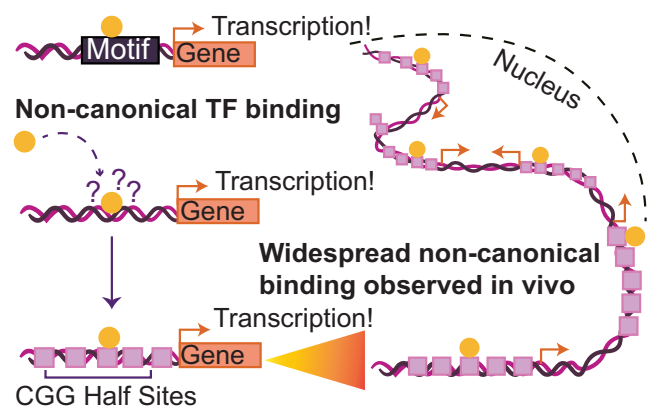 Transcription!
Motif
Gene
Nucleus
Non-canonical TF binding
? ? ?
Transcription!
Gene
Widespread non-canonical
binding observed in vivo
Transcription!
Gene
CGG Half Sites